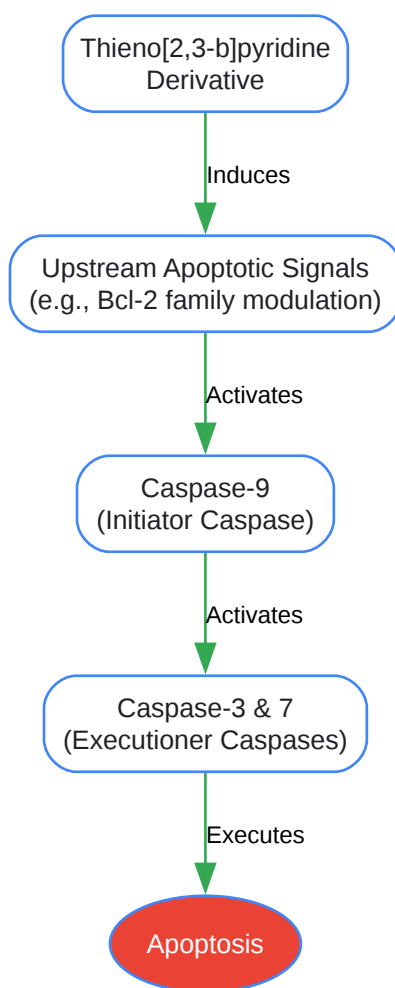 Thieno[2,3-b]pyridine
Derivative
Induces
Upstream Apoptotic Signals
(e.g., Bcl-2 family modulation)
Activates
Caspase-9
(Initiator Caspase)
Activates
Caspase-3 & 7
(Executioner Caspases)
Executes
Apoptosis